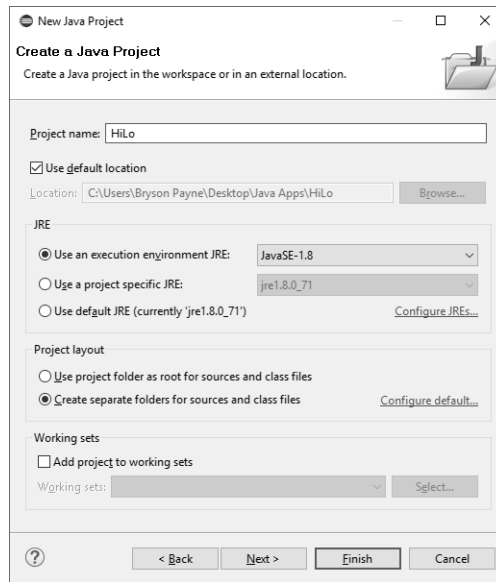 New Java Project
Create a Java Project
Create a Java project in the workspace or in an external location.
Project name: HiLo
Use default location
Location: C:\Users\Bryson Payne\Desktop\Java Apps\HiLo Browse...
JRE
Use an execution environment JRE: JavaSE-1.8
Use a project specific JRE: jre1.8.0_71
Use default JRE (currently 'jre1.8.0_71') Configure JREs...
Project layout
Use project folder as root for sources and class files
Create separate folders for sources and class files Configure default...
Working sets
Add project to working sets
Working sets: Select...
? < Back Next > Finish Cancel